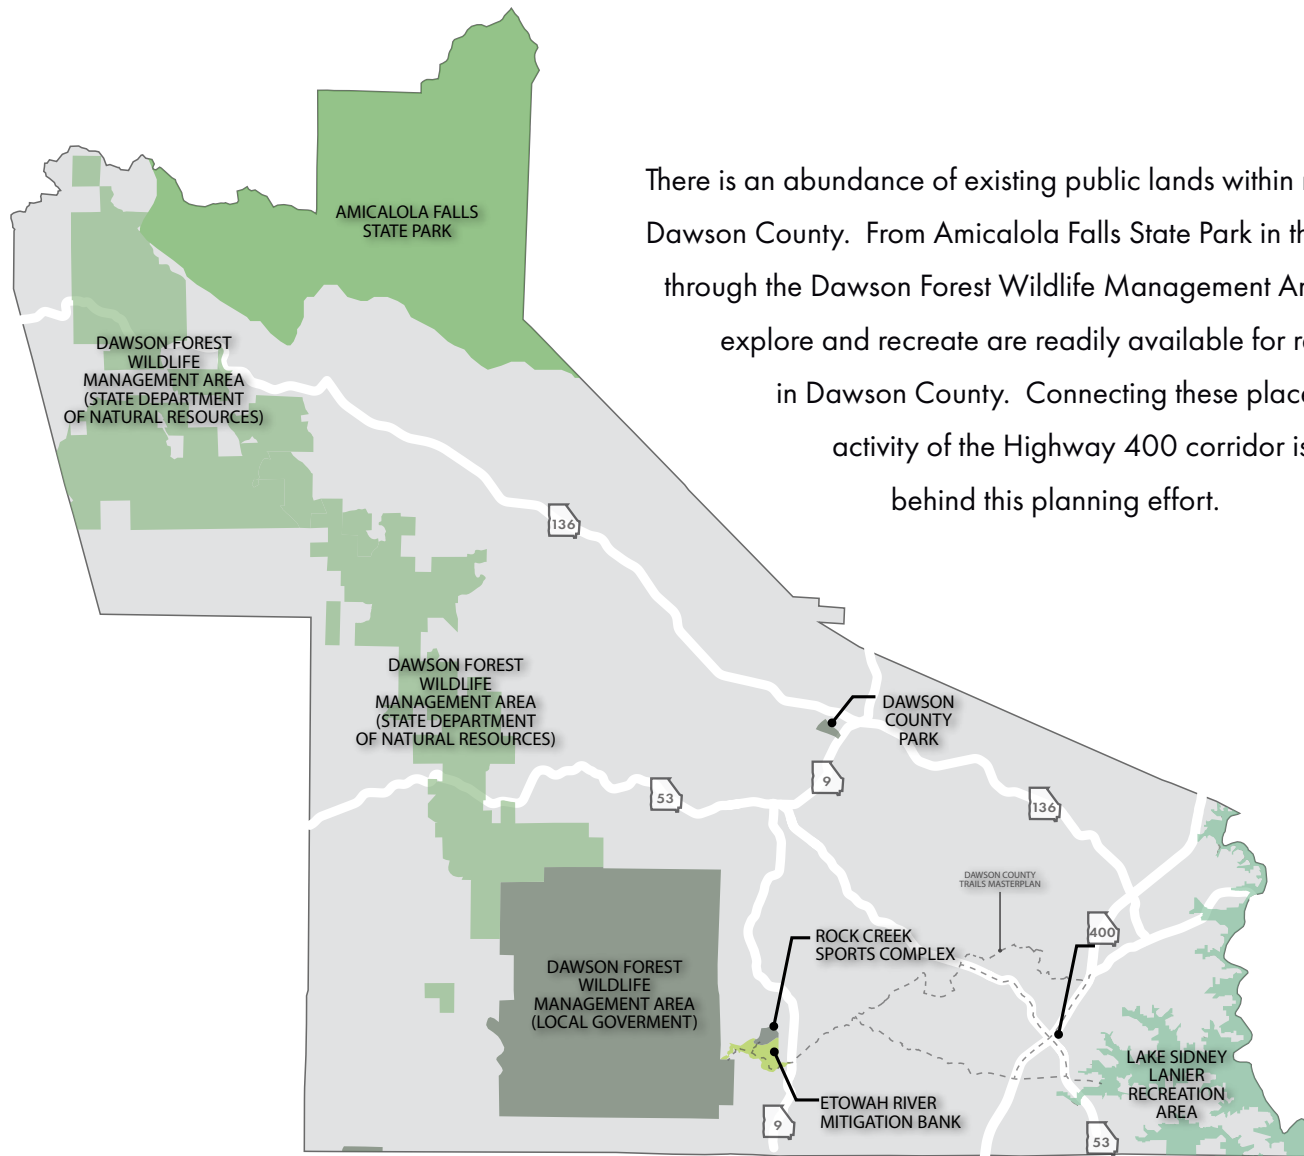 There is an abundance of existing public lands within
Dawson County. From Amicalola Falls State Park in
through the Dawson Forest Wildlife Management
explore and recreate are readily available for
in Dawson County. Connecting these
activity of the Highway 400 corridor
behind this planning effort.
AMICALOLA FALLS
STATE PARK
DAWSON FOREST
WILDLIFE
MANAGEMENT AREA
(STATE DEPARTMENT
OF NATURAL RESOURCES)
136
DAWSON FOREST
WILDLIFE
MANAGEMENT AREA
(STATE DEPARTMENT
OF NATURAL RESOURCES)
DAWSON
COUNTY
PARK
9
53
136
DAWSON COUNTY
TRAILS MASTERPLAN
400
ROCK CREEK
SPORTS COMPLEX
DAWSON FOREST
WILDLIFE
MANAGEMENT AREA
(LOCAL GOVERMENT)
LAKE SIDNEY
LANIER
RECREATION
AREA
ETOWAH RIVER
MITIGATION BANK
9
53